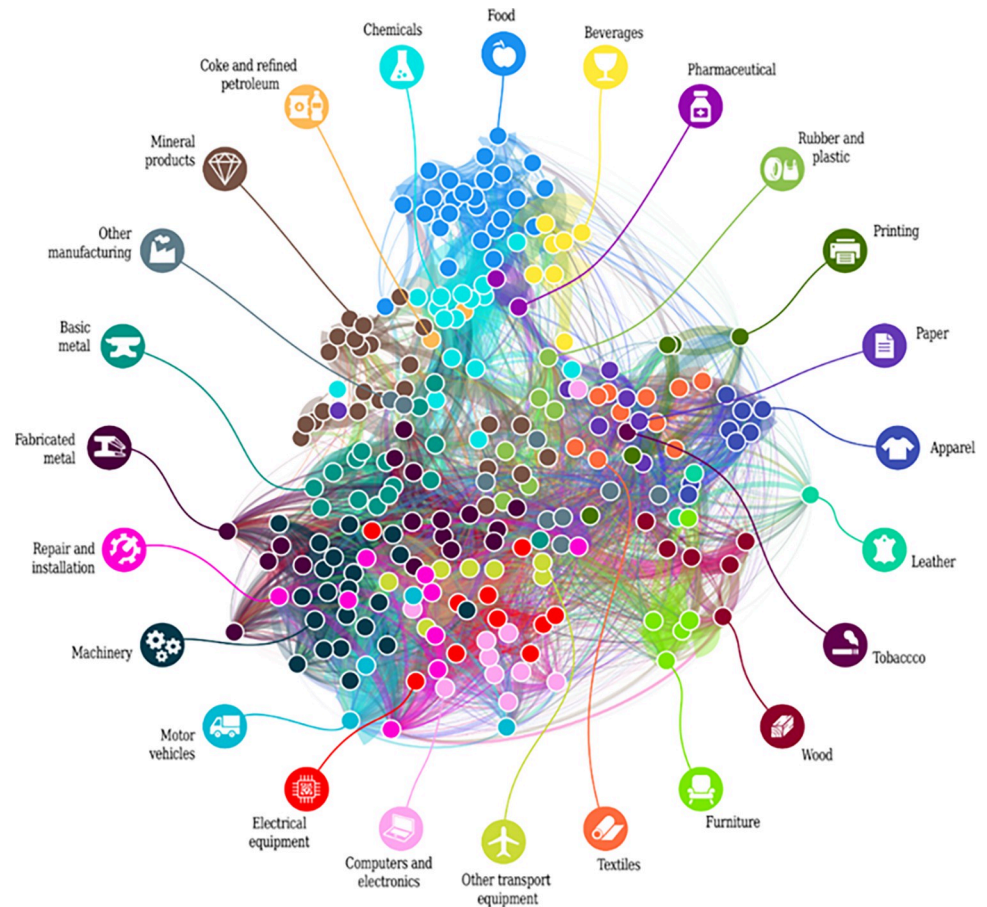 Food
Chemicals
Beverages
Coke and refined
petroleum
Pharmaceutical
Mineral
products
Rubber and
plastic
Other
manufacturing
Printing
Basic
metal
Paper
Fabricated
metal
Apparel
Repair and
installation
Leather
Machinery
Tobaccco
Motor
vehicles
Wood
Electrical
equipment
Furniture
Computers and
electronics
Textiles
Other transport
equipment